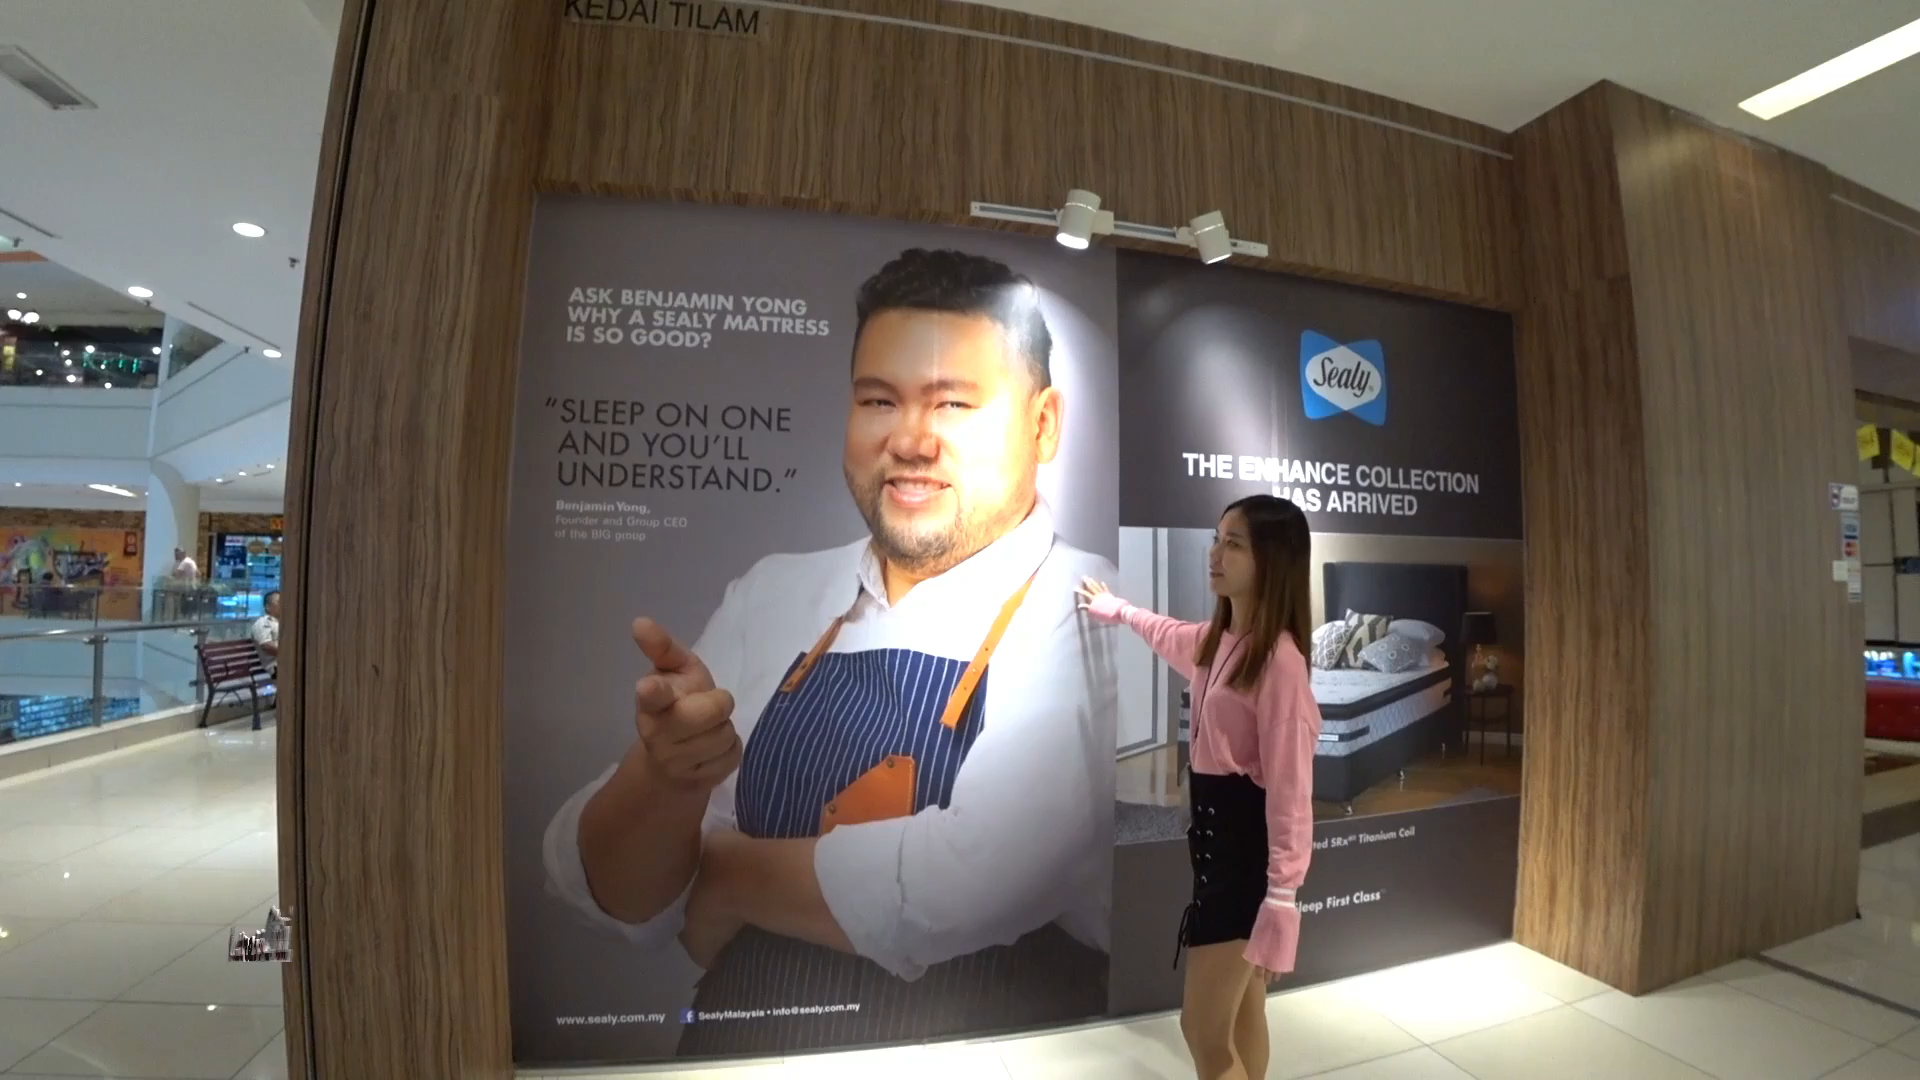 KEDAI TILAM
ASK BENJAMIN YONG
WHY A SEALY MATTRESS
IS SO GOOD?
"SLEEP ON ONE
AND YOU'LL
UNDERSTAND."
Benjamin Yong,
Founder and Group CEO
of the BIG group
www.sealy.com.my
f SealyMalaysia • info@sealy.com.my
Sealy
THE ENHANCE COLLECTION
HAS ARRIVED
Titanium Coil
First Class